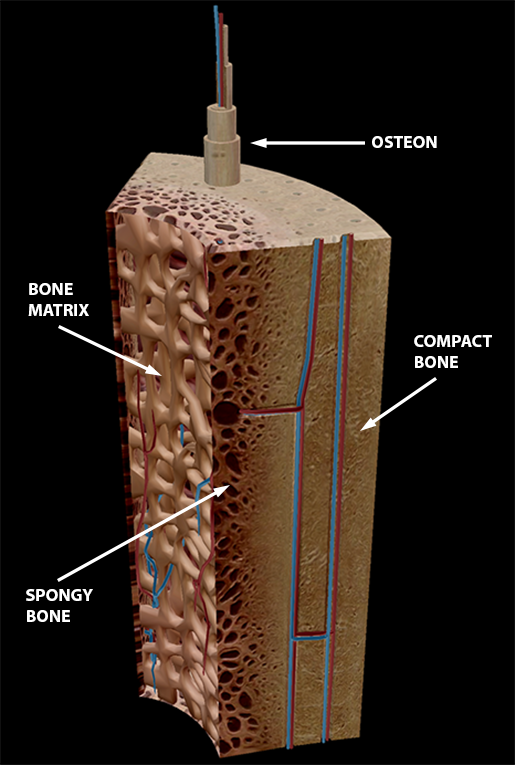 OSTEON
BONE
MATRIX
COMPACT
BONE
SPONGY
BONE